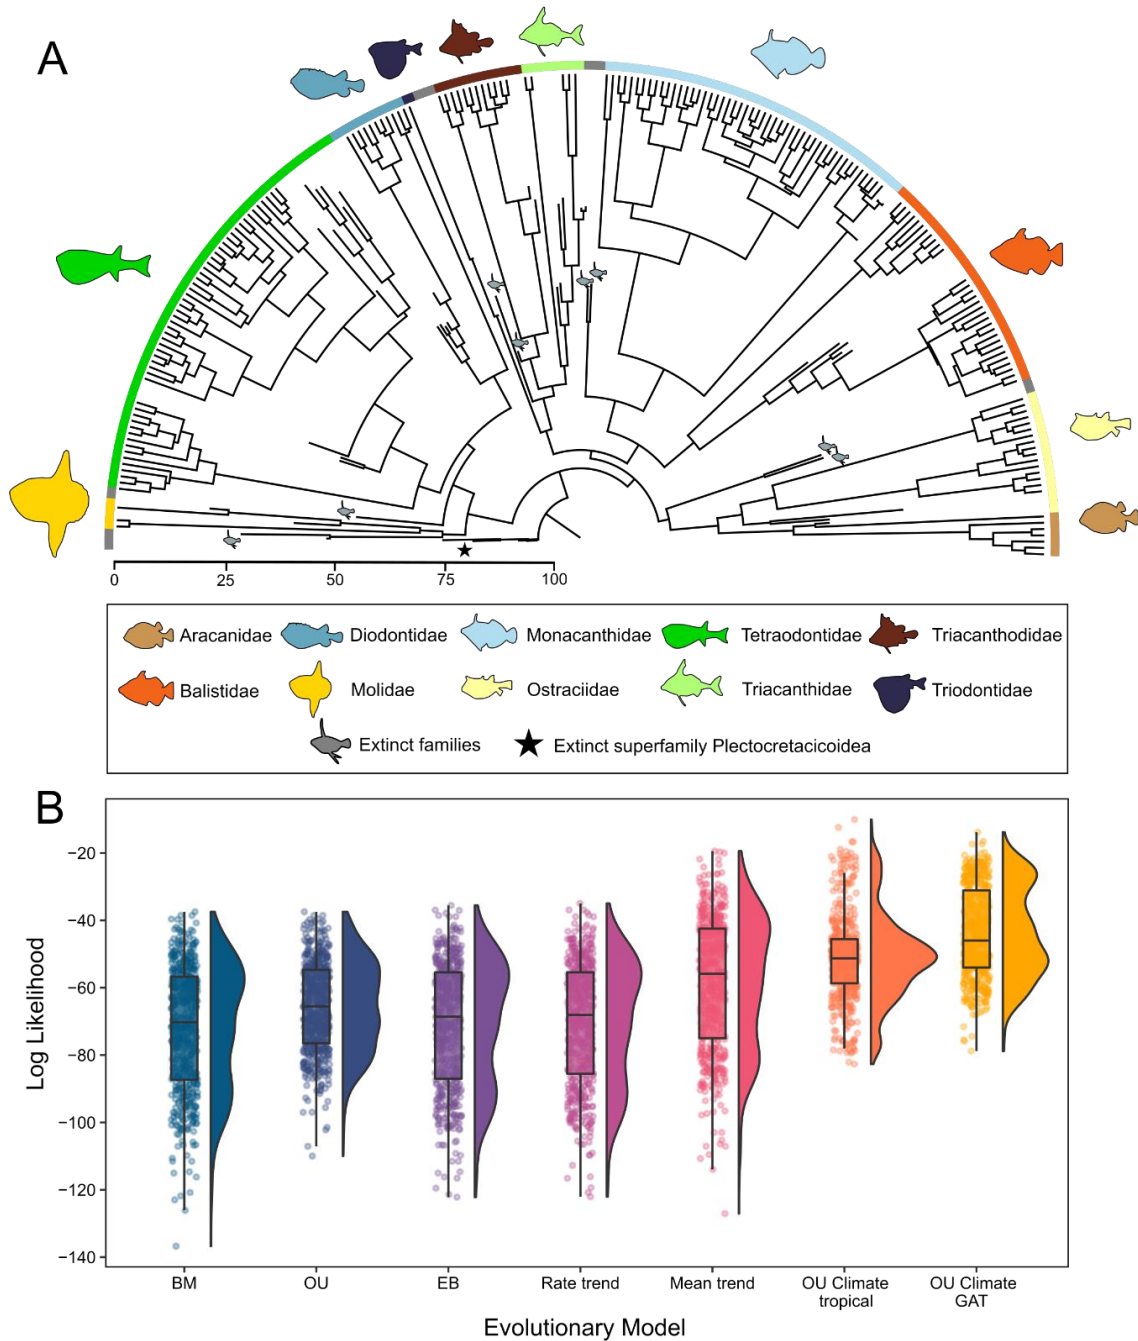 A
0 25 50 75 100
Aracanidae Diodontidae Monacanthidae Tetraodontidae Triacanthodidae
Balistidae Molidae Ostraciidae Triacanthidae Triodontidae
Extinct families Extinct superfamily Plectocretacicoidea
B
Log Likelihood
−20
−40
−60
−80
−100
−120
−140
BM OU EB Rate trend Mean trend OU Climate OU Climate
tropical GAT
Evolutionary Model